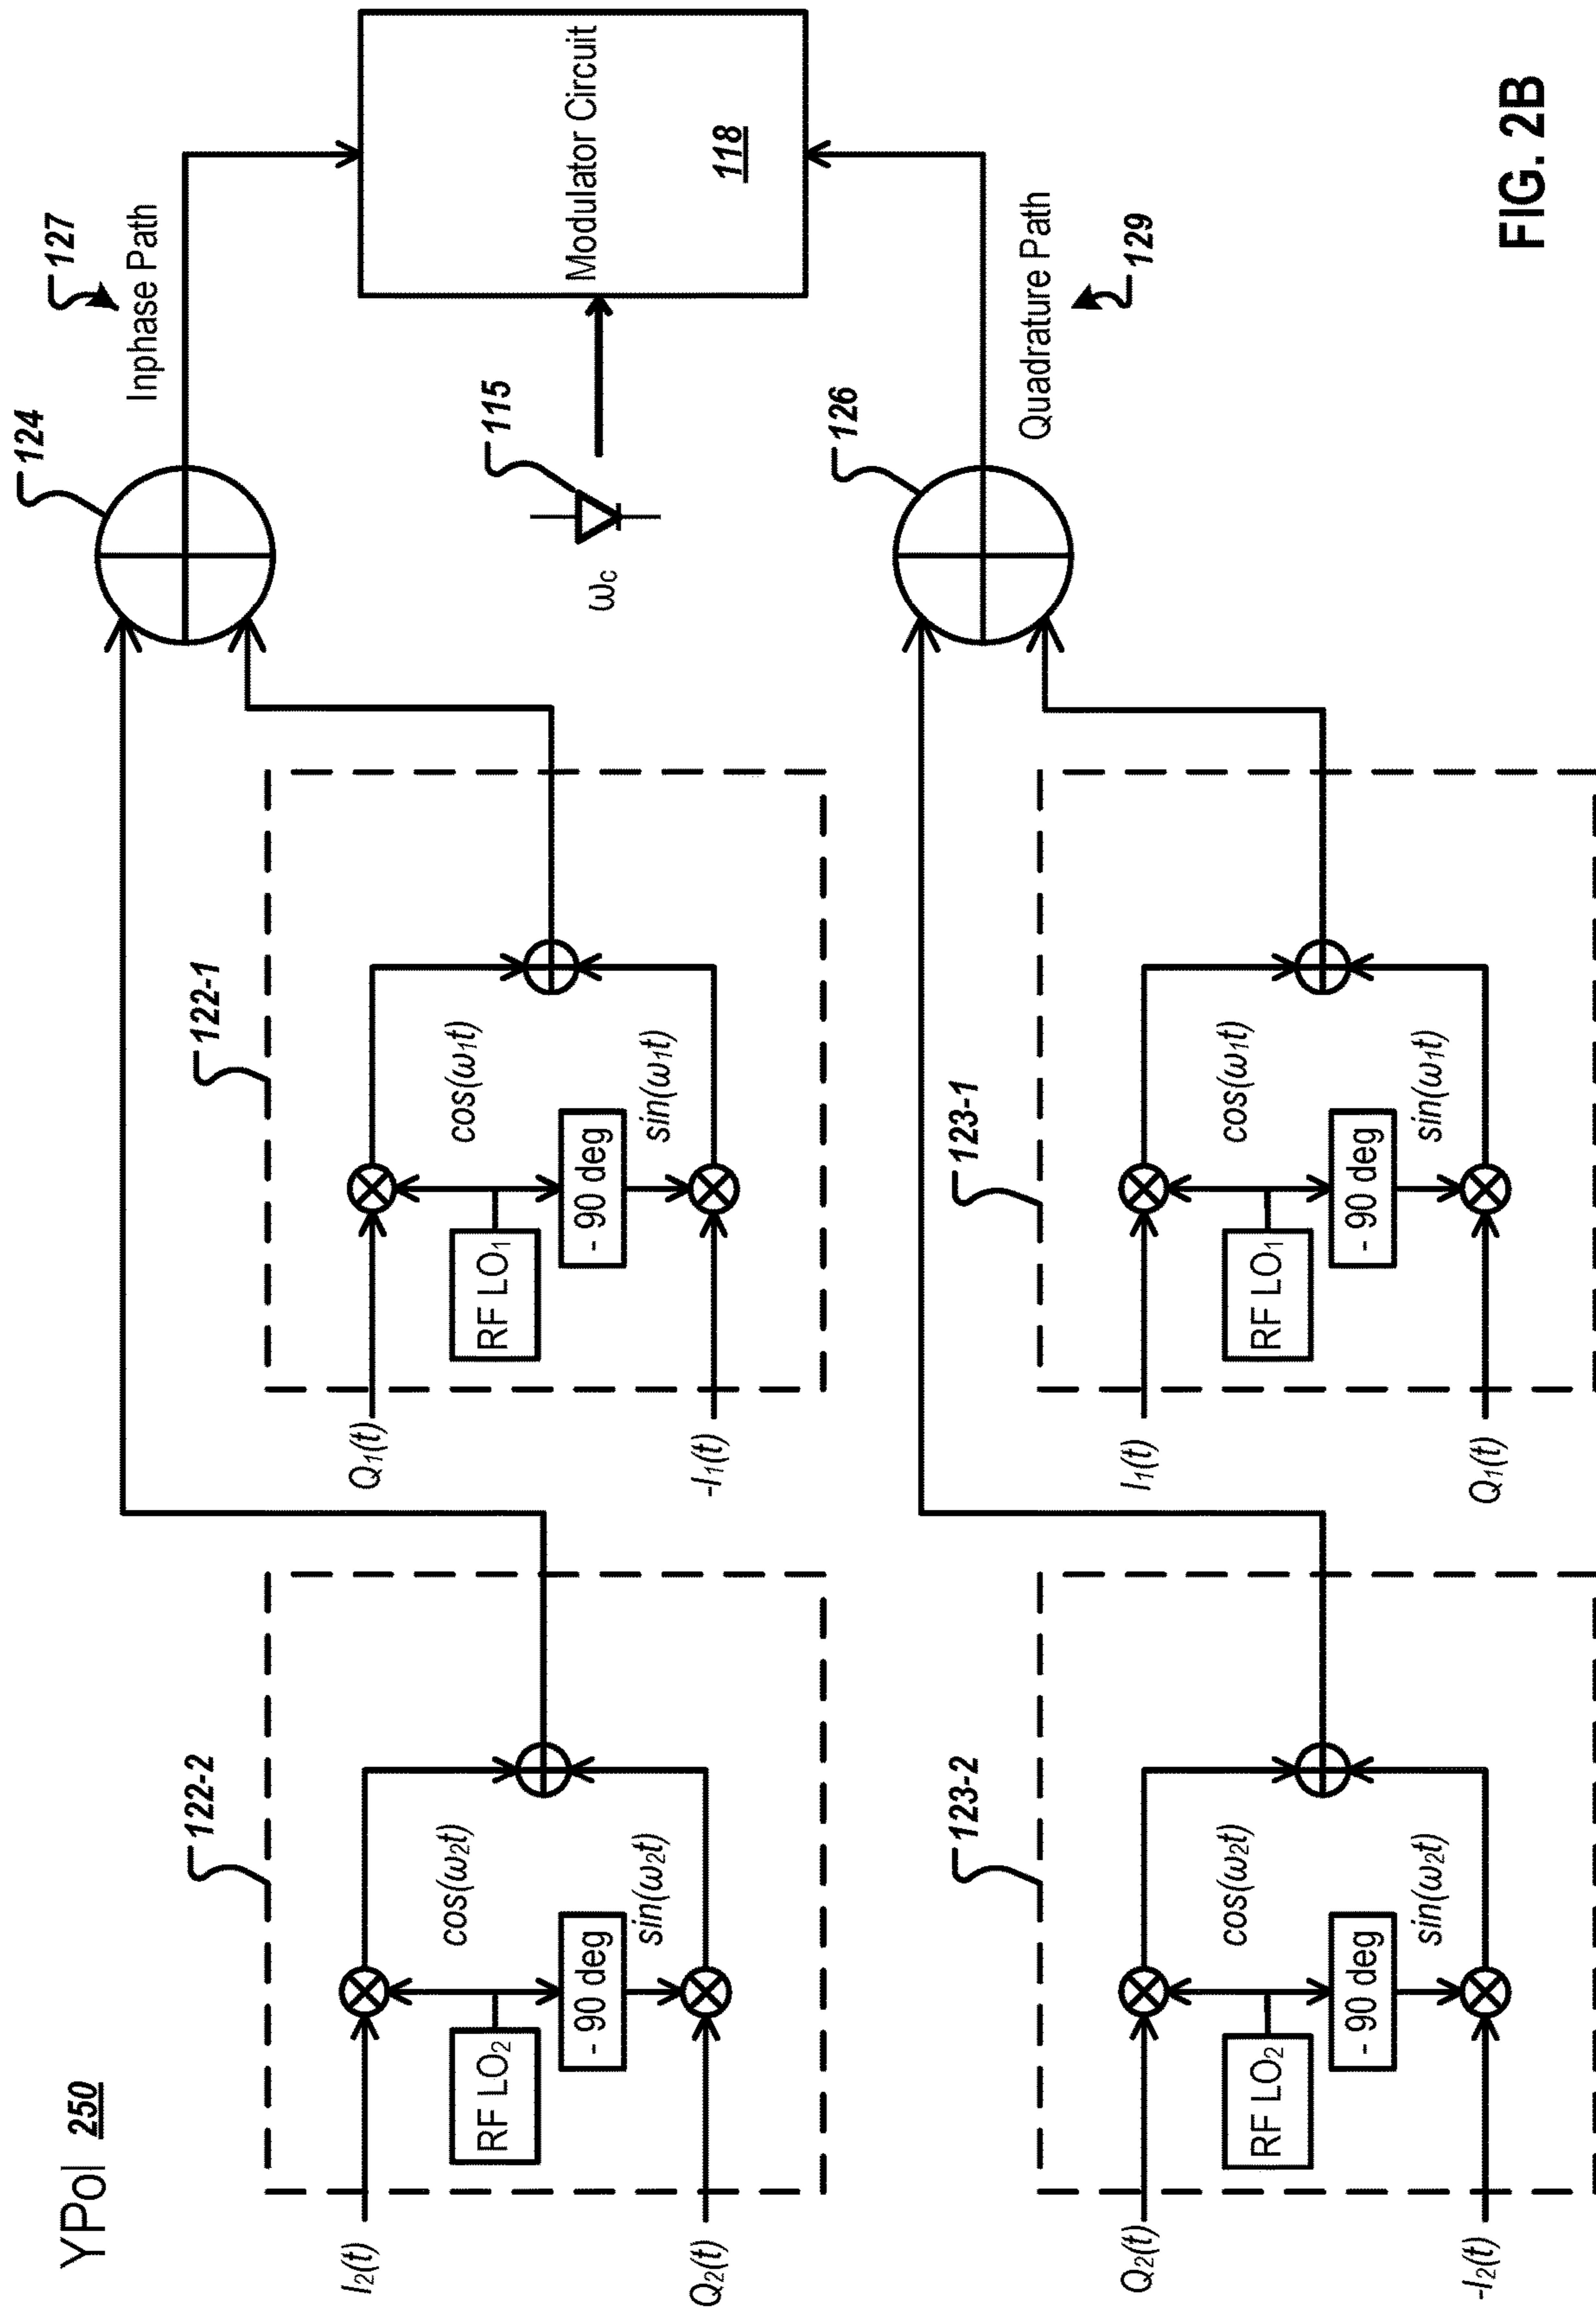 YPol 250
122-2
I2(t)
RF LO2
cos(ω2t)
- 90 deg
sin(ω2t)
Q2(t)
122-1
Q1(t)
RF LO1
cos(ω1t)
- 90 deg
sin(ω1t)
-I1(t)
124
127
Inphase Path
115
ωc
Modulator Circuit
118
123-2
Q2(t)
RF LO2
cos(ω2t)
- 90 deg
sin(ω2t)
-I2(t)
123-1
I1(t)
RF LO1
cos(ω1t)
- 90 deg
sin(ω1t)
Q1(t)
126
Quadrature Path
129
FIG. 2B